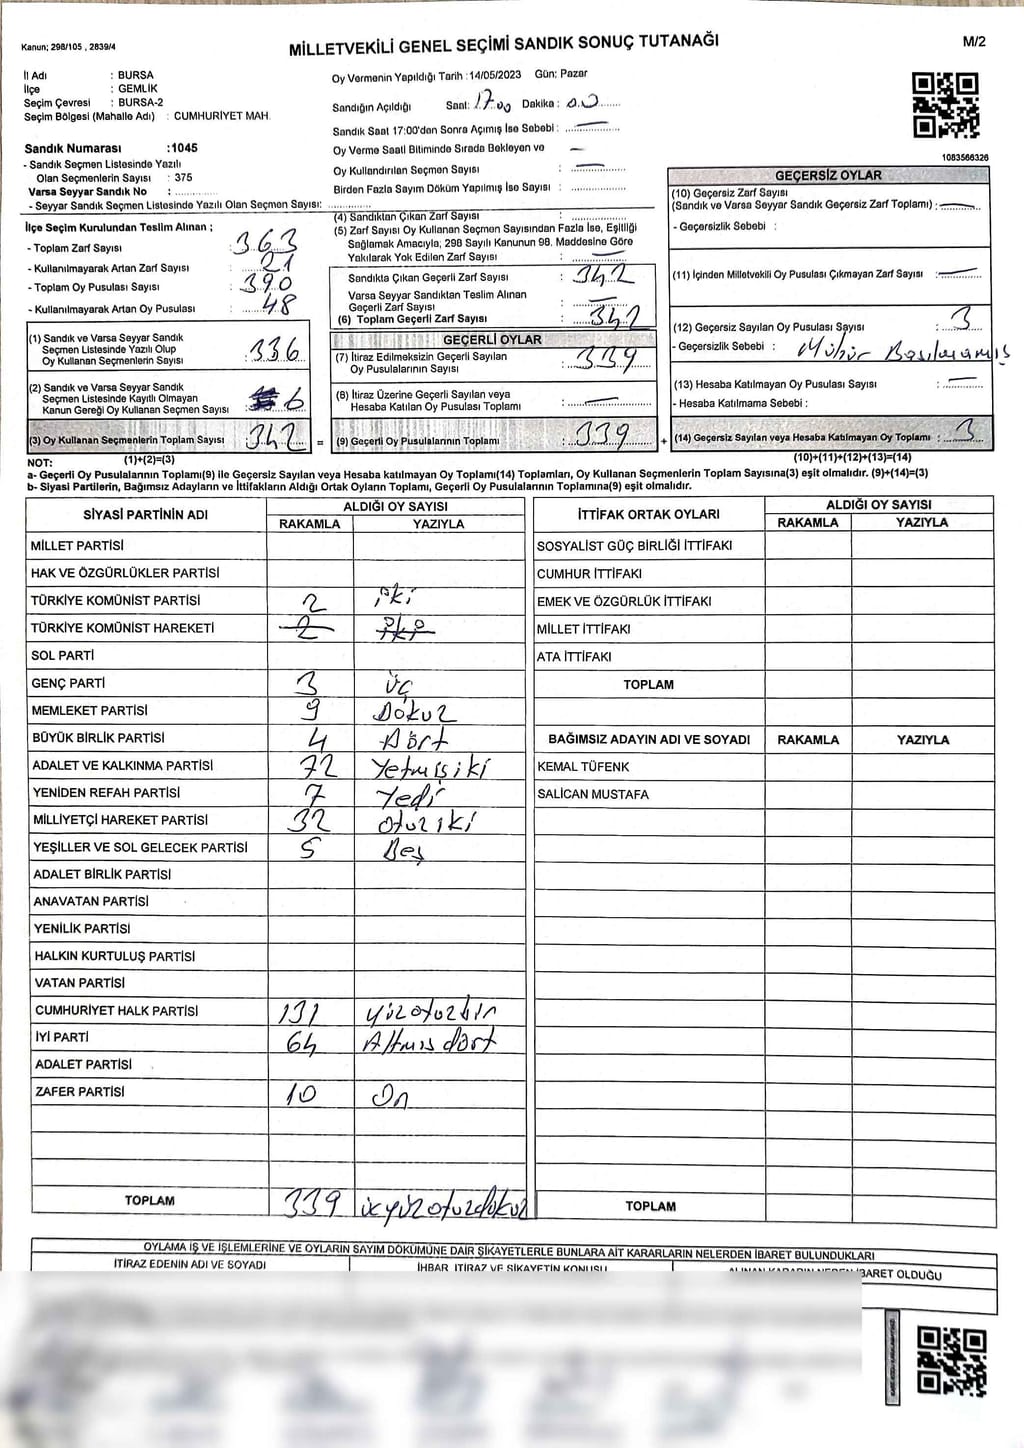 Kanun; 298/105 , 2839/4
MİLLETVEKİLİ GENEL SEÇİMİ SANDIK SONUÇ TUTANAĞI
M/2
İl Adı : BURSA
İlçe : GEMLİK
Seçim Çevresi : BURSA-2
Seçim Bölgesi (Mahalle Adı) : CUMHURİYET MAH.
Oy Vermenin Yapıldığı Tarih :14/05/2023 Gün: Pazar
Sandığın Açıldığı Saat: 17.00 Dakika : 00
Sandık Saat 17:00'dan Sonra Açımış İse Sebebi : —
Oy Verme Saati Bitiminde Sırada Bekleyen ve —
Oy Kullandırılan Seçmen Sayısı : —
Birden Fazla Sayım Döküm Yapılmış İse Sayısı :
1083566326
Sandık Numarası :1045
- Sandık Seçmen Listesinde Yazılı
Olan Seçmenlerin Sayısı : 375
Varsa Seyyar Sandık No :
- Seyyar Sandık Seçmen Listesinde Yazılı Olan Seçmen Sayısı:
İlçe Seçim Kurulundan Teslim Alınan ;
- Toplam Zarf Sayısı : 363
- Kullanılmayarak Artan Zarf Sayısı : 21
- Toplam Oy Pusulası Sayısı : 390
- Kullanılmayarak Artan Oy Pusulası : 48
(1) Sandık ve Varsa Seyyar Sandık
Seçmen Listesinde Yazılı Olup
Oy Kullanan Seçmenlerin Sayısı : 336
(2) Sandık ve Varsa Seyyar Sandık
Seçmen Listesinde Kayıtlı Olmayan
Kanun Gereği Oy Kullanan Seçmen Sayısı : 6
(3) Oy Kullanan Seçmenlerin Toplam Sayısı : 342 =
(1)+(2)=(3)
(4) Sandıktan Çıkan Zarf Sayısı :
(5) Zarf Sayısı Oy Kullanan Seçmen Sayısından Fazla İse, Eşitliği
Sağlamak Amacıyla; 298 Sayılı Kanunun 98. Maddesine Göre
Yakılarak Yok Edilen Zarf Sayısı : —
Sandıkta Çıkan Geçerli Zarf Sayısı : 342
Varsa Seyyar Sandıktan Teslim Alınan
Geçerli Zarf Sayısı : —
(6) Toplam Geçerli Zarf Sayısı : 342
GEÇERLİ OYLAR
(7) İtiraz Edilmeksizin Geçerli Sayılan
Oy Pusulalarının Sayısı : 339
(8) İtiraz Üzerine Geçerli Sayılan veya
Hesaba Katılan Oy Pusulası Toplamı : —
(9) Geçerli Oy Pusulalarının Toplamı : 339 +
GEÇERSİZ OYLAR
(10) Geçersiz Zarf Sayısı
(Sandık ve Varsa Seyyar Sandık Geçersiz Zarf Toplamı) : —
- Geçersizlik Sebebi :
(11) İçinden Milletvekili Oy Pusulası Çıkmayan Zarf Sayısı : —
(12) Geçersiz Sayılan Oy Pusulası Sayısı : 3
- Geçersizlik Sebebi : Mühür Basılmamış
(13) Hesaba Katılmayan Oy Pusulası Sayısı : —
- Hesaba Katılmama Sebebi :
(14) Geçersiz Sayılan veya Hesaba Katılmayan Oy Toplamı : 3
(10)+(11)+(12)+(13)=(14)
NOT:
a- Geçerli Oy Pusulalarının Toplamı(9) ile Geçersiz Sayılan veya Hesaba katılmayan Oy Toplamı(14) Toplamları, Oy Kullanan Seçmenlerin Toplam Sayısına(3) eşit olmalıdır. (9)+(14)=(3)
b- Siyasi Partilerin, Bağımsız Adayların ve İttifakların Aldığı Ortak Oyların Toplamı, Geçerli Oy Pusulalarının Toplamına(9) eşit olmalıdır.
SİYASİ PARTİNİN ADI
ALDIĞI OY SAYISI
RAKAMLA YAZIYLA
MİLLET PARTİSİ
HAK VE ÖZGÜRLÜKLER PARTİSİ
TÜRKİYE KOMÜNİST PARTİSİ 2 iki
TÜRKİYE KOMÜNİST HAREKETİ 2 iki
SOL PARTİ
GENÇ PARTİ 3 üç
MEMLEKET PARTİSİ 9 Dokuz
BÜYÜK BİRLİK PARTİSİ 4 Dört
ADALET VE KALKINMA PARTİSİ 72 Yetmişiki
YENİDEN REFAH PARTİSİ 7 Yedi
MİLLİYETÇİ HAREKET PARTİSİ 32 otuz iki
YEŞİLLER VE SOL GELECEK PARTİSİ 5 Beş
ADALET BİRLİK PARTİSİ
ANAVATAN PARTİSİ
YENİLİK PARTİSİ
HALKIN KURTULUŞ PARTİSİ
VATAN PARTİSİ
CUMHURİYET HALK PARTİSİ 131 yüzotuzbir
İYİ PARTİ 64 Altmış dört
ADALET PARTİSİ
ZAFER PARTİSİ 10 On
TOPLAM 339 üçyüzotuzdokuz
İTTİFAK ORTAK OYLARI
ALDIĞI OY SAYISI
RAKAMLA YAZIYLA
SOSYALİST GÜÇ BİRLİĞİ İTTİFAKI
CUMHUR İTTİFAKI
EMEK VE ÖZGÜRLÜK İTTİFAKI
MİLLET İTTİFAKI
ATA İTTİFAKI
TOPLAM
BAĞIMSIZ ADAYIN ADI VE SOYADI RAKAMLA YAZIYLA
KEMAL TÜFENK
SALİCAN MUSTAFA
TOPLAM
OYLAMA İŞ VE İŞLEMLERİNE VE OYLARIN SAYIM DÖKÜMÜNE DAİR ŞİKAYETLERLE BUNLARA AİT KARARLARIN NELERDEN İBARET BULUNDUKLARI
İTİRAZ EDENİN ADI VE SOYADI
İHBAR, İTİRAZ VE ŞİKAYETİN KONUSU
ALINAN KARARIN NEDEN İBARET OLDUĞU